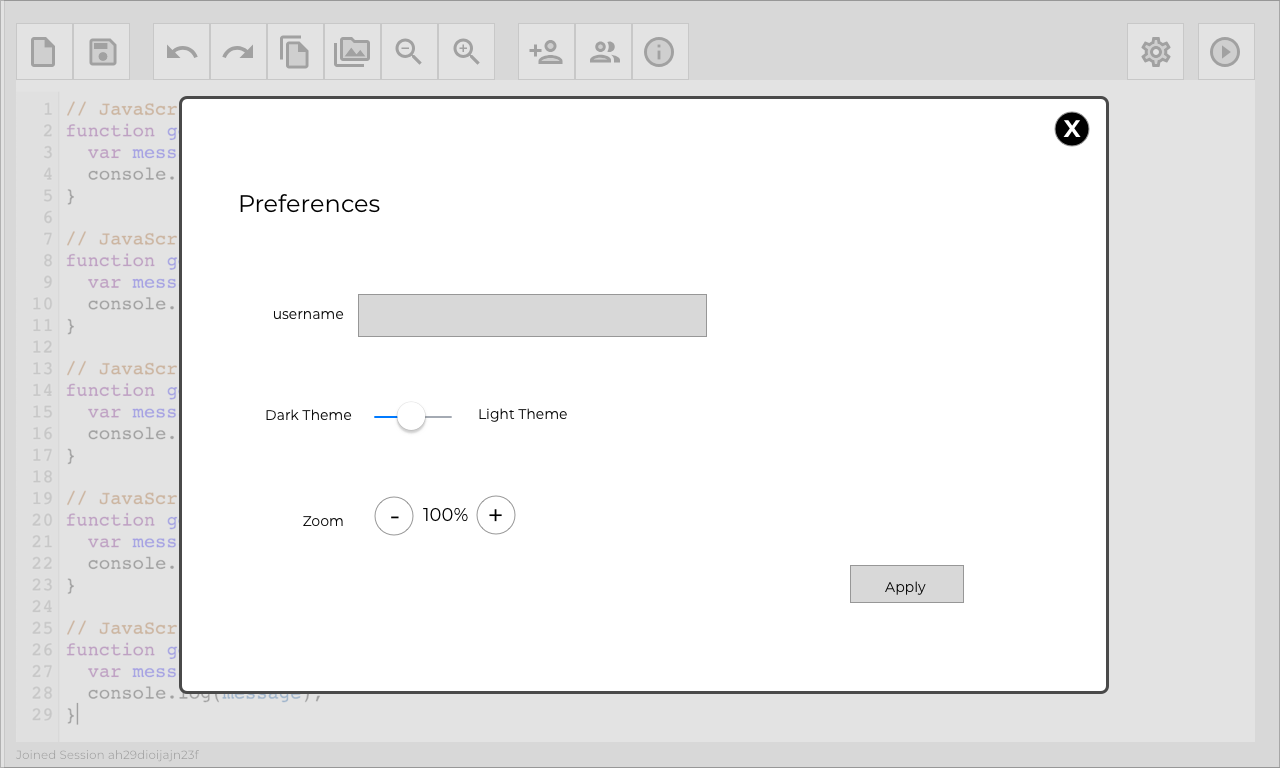 1 // JavaScr
2 function g
3 var mess
4 console.
5 }
6
7 // JavaScr
8 function g
9 var mess
10 console.
11 }
12
13 // JavaScr
14 function g
15 var mess
16 console.
17 }
18
19 // JavaScr
20 function g
21 var mess
22 console.
23 }
24
25 // JavaScr
26 function g
27 var mess
28 console.log(message);
29 }
X
Preferences
username
Dark Theme Light Theme
Zoom - 100% +
Apply
Joined Session ah29dioijajn23f